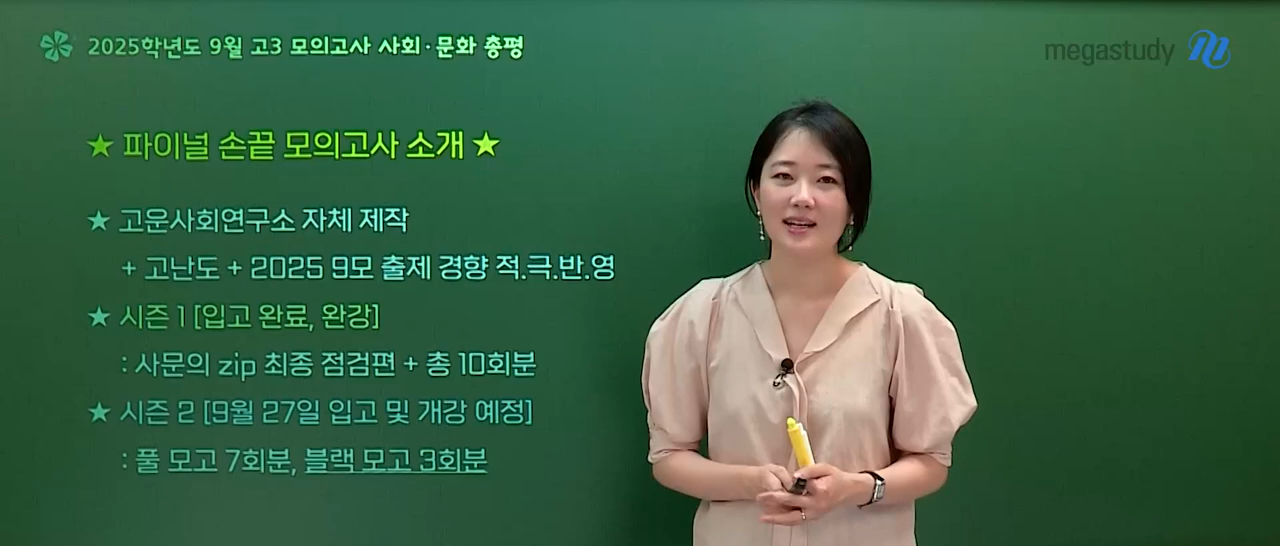 2025학년도 9월 고3 모의고사 사회·문화 총평
megastudy
★ 파이널 손끝 모의고사 소개 ★
★ 고운사회연구소 자체 제작
+ 고난도 + 2025 9모 출제 경향 적.극.반.영
★ 시즌 1 [입고 완료, 완강]
: 사문의 zip 최종 점검편 + 총 10회분
★ 시즌 2 [9월 27일 입고 및 개강 예정]
: 풀 모고 7회분, 블랙 모고 3회분